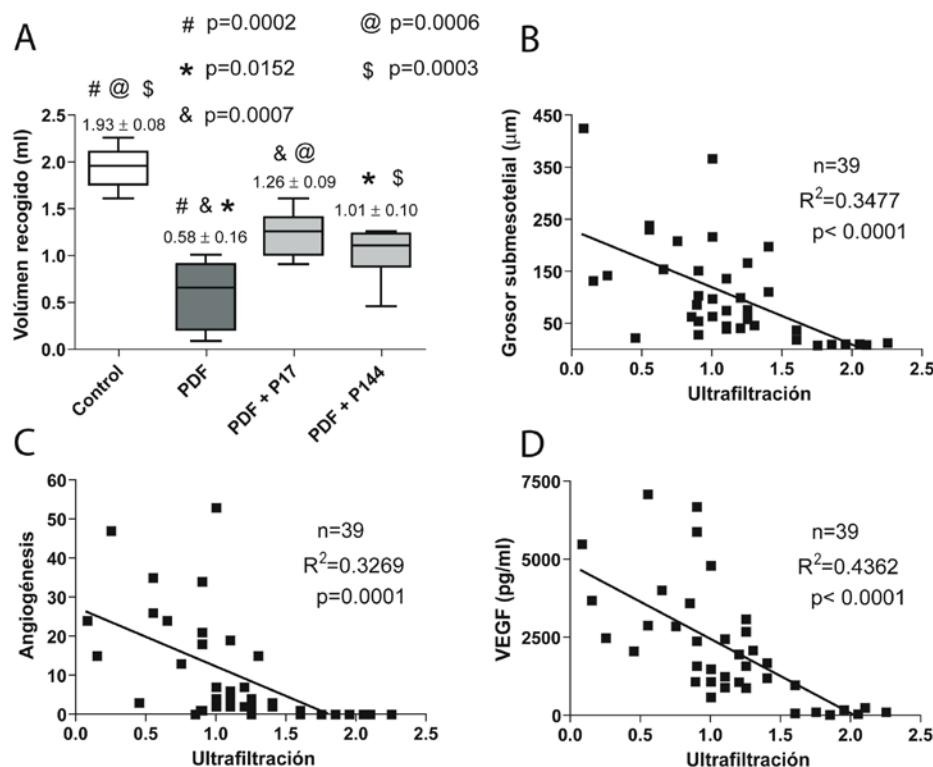 A
# p=0.0002
@ p=0.0006
* p=0.0152
$ p=0.0003
& p=0.0007
# @ $
1.93 ± 0.08
# & *
0.58 ± 0.16
& @
1.26 ± 0.09
* $
1.01 ± 0.10
Volúmen recogido (ml)
2.5
2.0
1.5
1.0
0.5
0.0
Control
PDF
PDF + P17
PDF + P144
B
Grosor submesotelial (µm)
450
350
250
150
50
n=39
R²=0.3477
p< 0.0001
0.0 0.5 1.0 1.5 2.0 2.5
Ultrafiltración
C
Angiogénesis
60
50
40
30
20
10
0
n=39
R²=0.3269
p=0.0001
0.0 0.5 1.0 1.5 2.0 2.5
Ultrafiltración
D
VEGF (pg/ml)
7500
5000
2500
0
n=39
R²=0.4362
p< 0.0001
0.0 0.5 1.0 1.5 2.0 2.5
Ultrafiltración